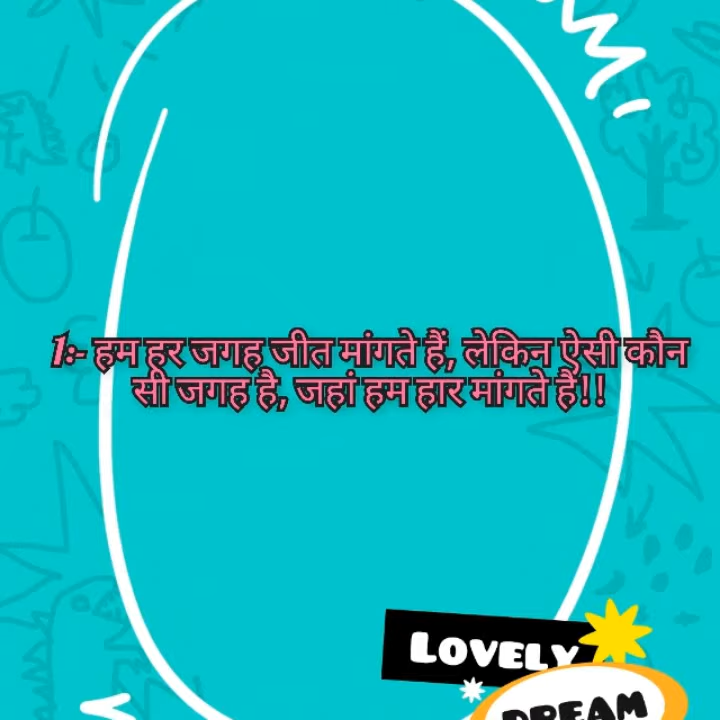 1:- हम हर जगह जीत मांगते हैं, लेकिन ऐसी कौन
सी जगह है, जहां हम हार मांगते हैं!!
LOVELY
DREAM